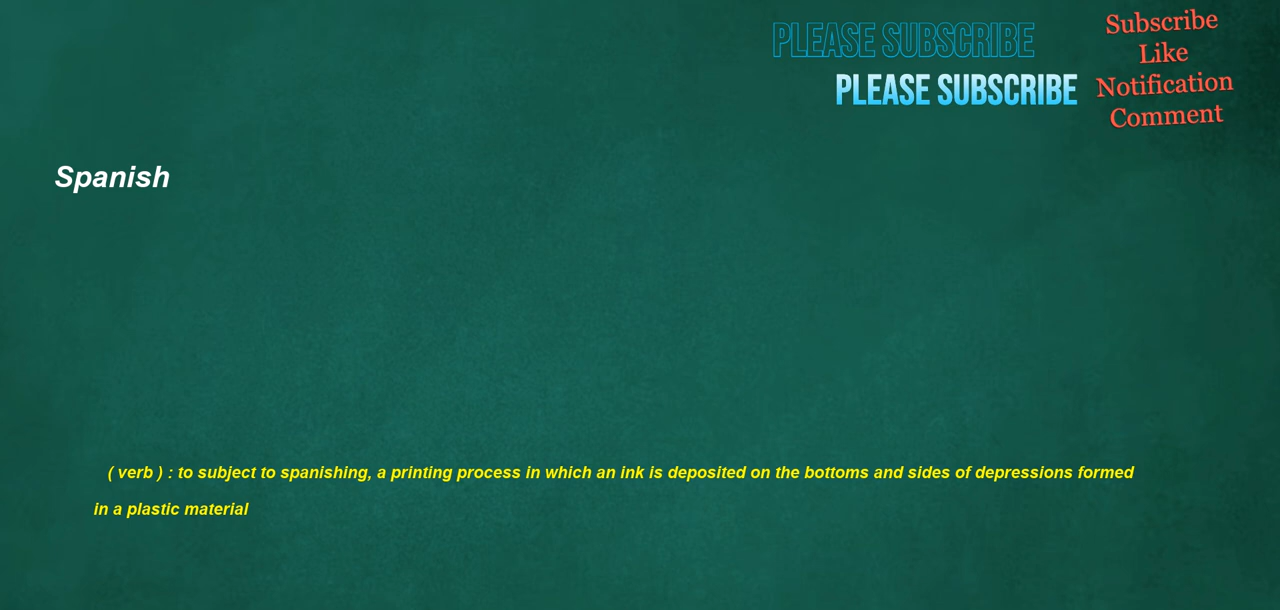 PLEASE SUBSCRIBE
PLEASE SUBSCRIBE
Subscribe
Like
Notification
Comment
Spanish
( verb ) : to subject to spanishing, a printing process in which an ink is deposited on the bottoms and sides of depressions formed
in a plastic material